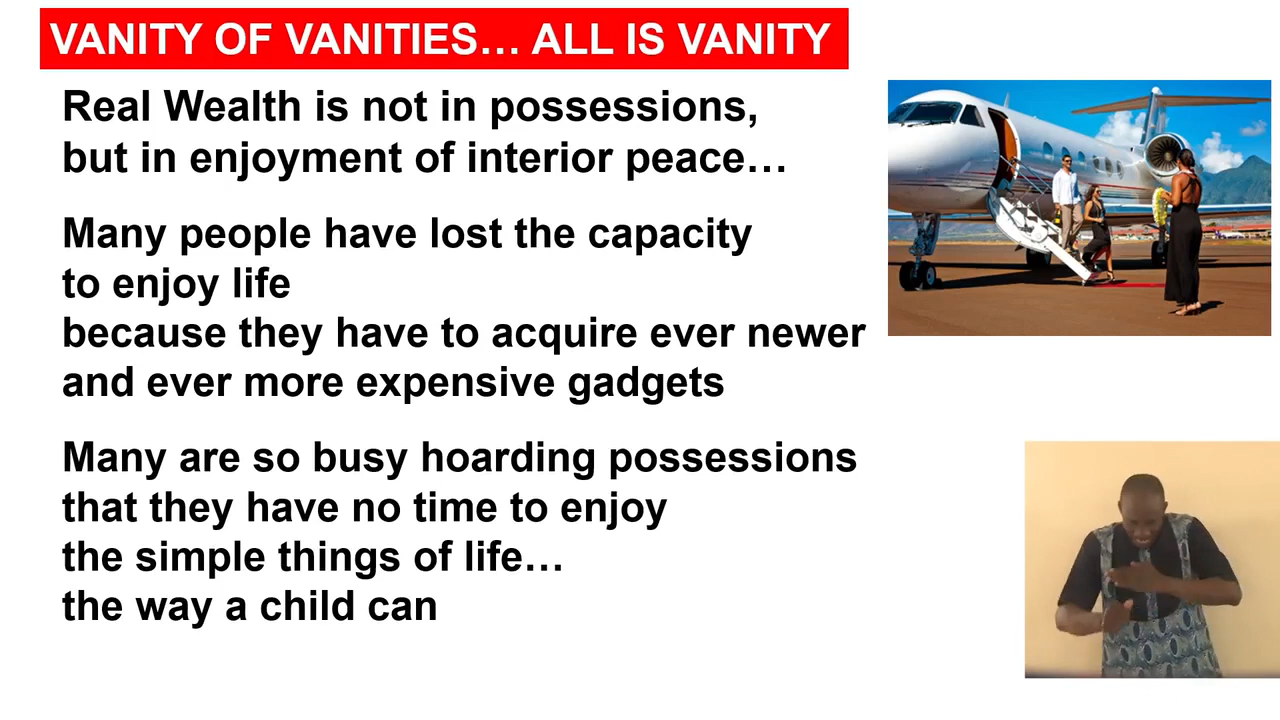 VANITY OF VANITIES… ALL IS VANITY
Real Wealth is not in possessions,
but in enjoyment of interior peace…
Many people have lost the capacity
to enjoy life
because they have to acquire ever newer
and ever more expensive gadgets
Many are so busy hoarding possessions
that they have no time to enjoy
the simple things of life…
the way a child can